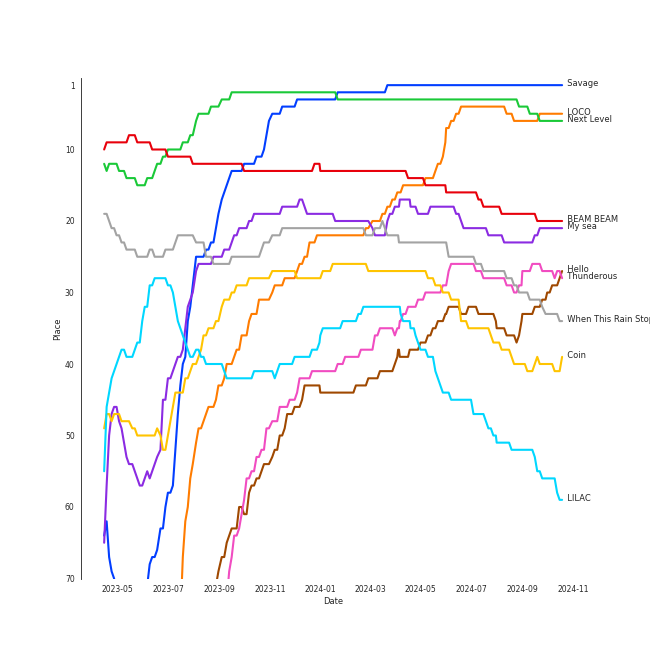 1
Savage
LOCO
Next Level
10
20
BEAM BEAM
My sea
Hello
Thunderous
30
When This Rain Stop
Place
Coin
40
50
LILAC
60
70
2023-05 2023-07 2023-09 2023-11 2024-01 2024-03 2024-05 2024-07 2024-09 2024-11
Date